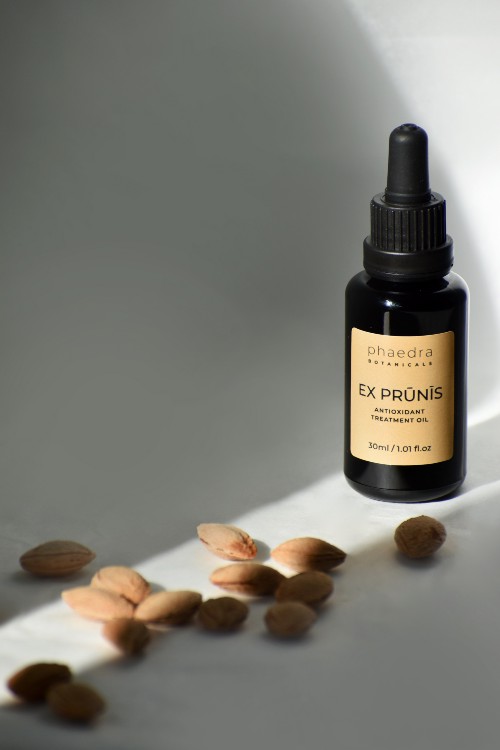 phaedra
BOTANICALS
EX PRŪNĪS
ANTIOXIDANT
TREATMENT OIL
30ml / 1.01 fl.oz